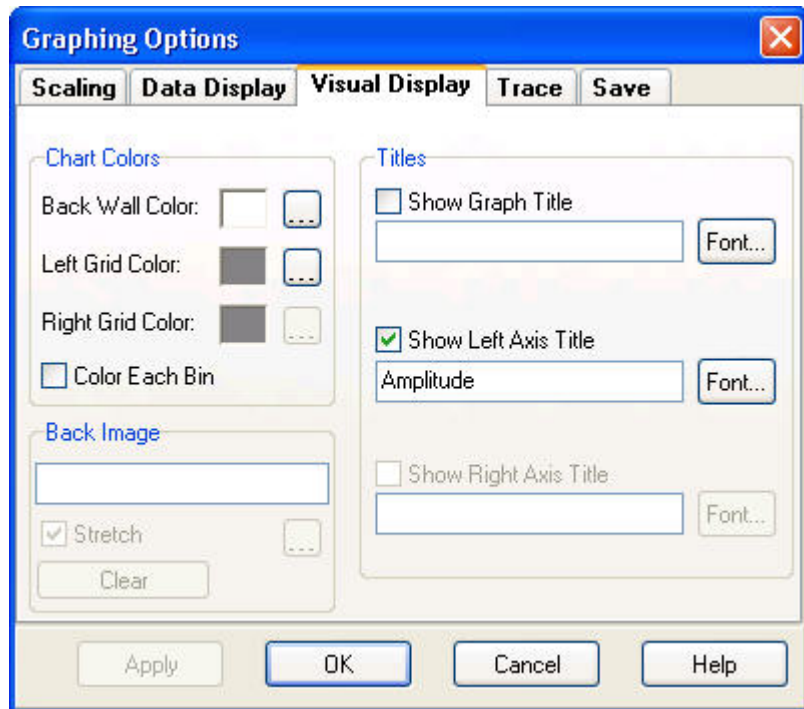 Graphing Options
Scaling Data Display Visual Display Trace Save
Chart Colors
Back Wall Color: ...
Left Grid Color: ...
Right Grid Color: ...
Color Each Bin
Back Image
Stretch ...
Clear
Titles
Show Graph Title
Font...
Show Left Axis Title
Amplitude Font...
Show Right Axis Title
Font...
Apply OK Cancel Help